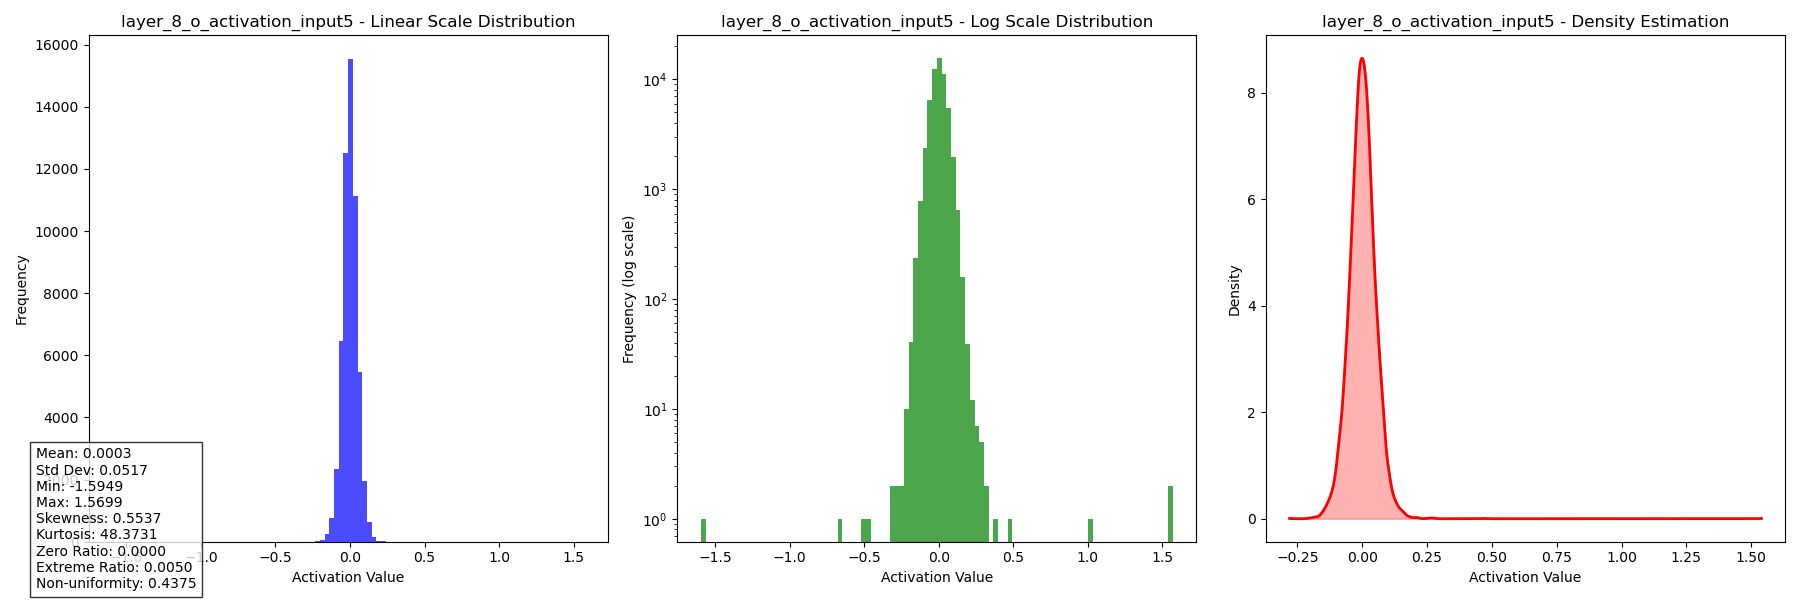 layer_8_o_activation_input5 - Linear Scale Distribution
16000
14000
12000
10000
8000
6000
4000
Frequency
−1.0
−0.5
0.0
0.5
1.0
1.5
Activation Value
Mean: 0.0003
Std Dev: 0.0517
Min: -1.5949
Max: 1.5699
Skewness: 0.5537
Kurtosis: 48.3731
Zero Ratio: 0.0000
Extreme Ratio: 0.0050
Non-uniformity: 0.4375
layer_8_o_activation_input5 - Log Scale Distribution
10⁴
10³
10²
10¹
10⁰
Frequency (log scale)
−1.5
−1.0
−0.5
0.0
0.5
1.0
1.5
Activation Value
layer_8_o_activation_input5 - Density Estimation
8
6
4
2
0
Density
−0.25
0.00
0.25
0.50
0.75
1.00
1.25
1.50
Activation Value